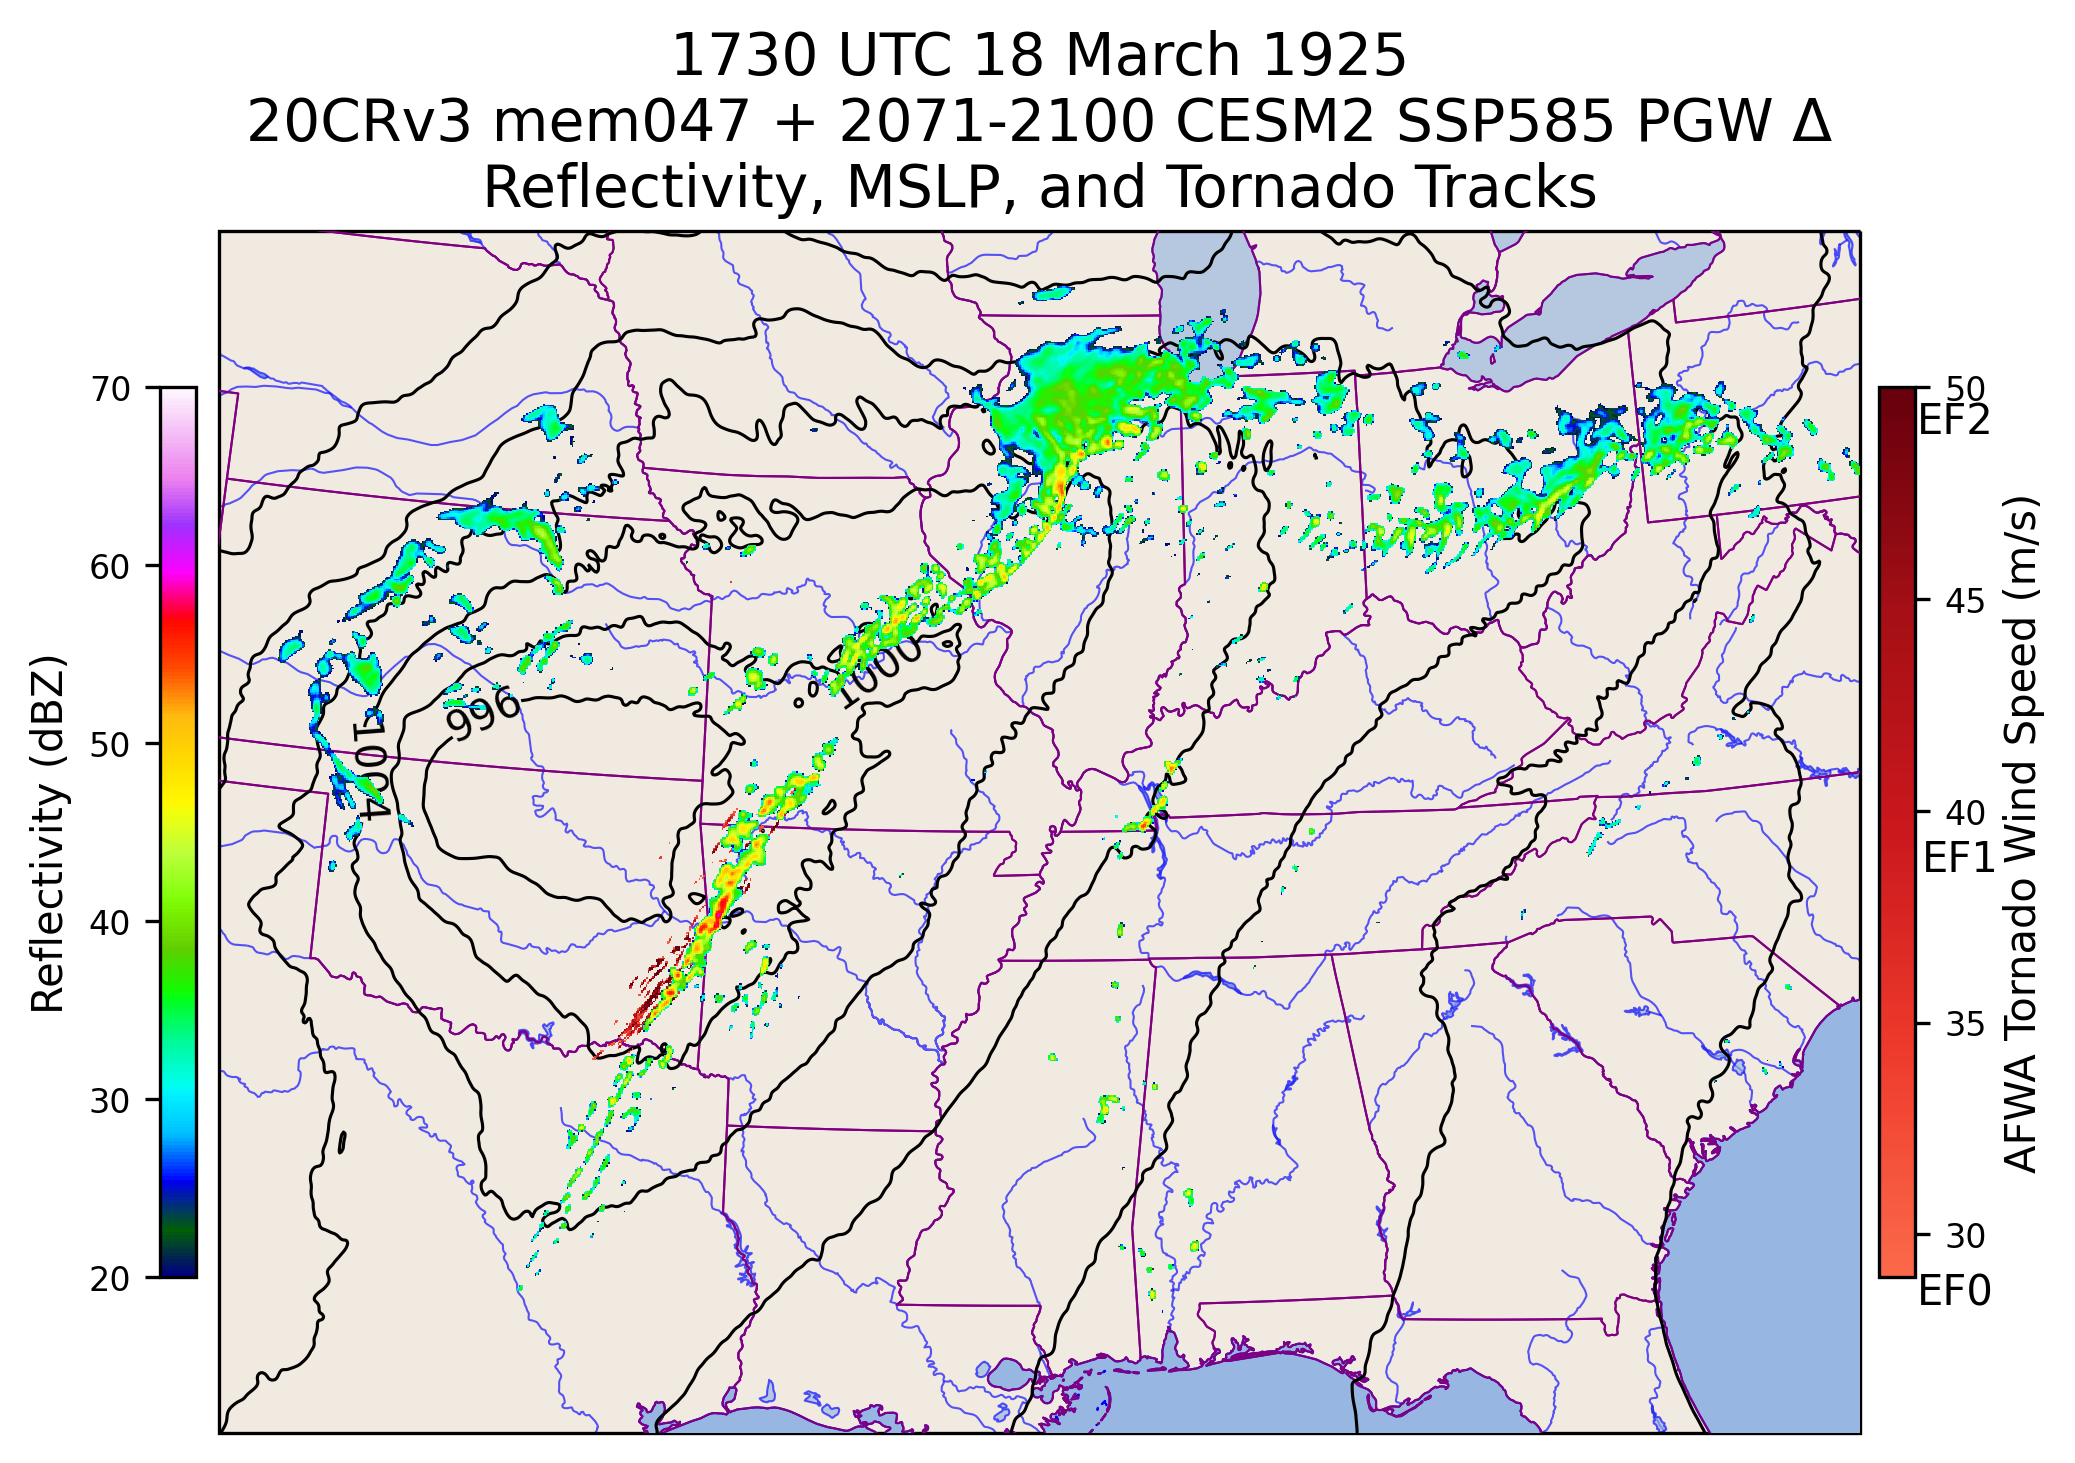 1730 UTC 18 March 1925
20CRv3 mem047 + 2071-2100 CESM2 SSP585 PGW Δ
Reflectivity, MSLP, and Tornado Tracks
Reflectivity (dBZ)
70
60
50
40
30
20
996
1000
1004
50
EF2
45
40
EF1
35
30
EF0
AFWA Tornado Wind Speed (m/s)